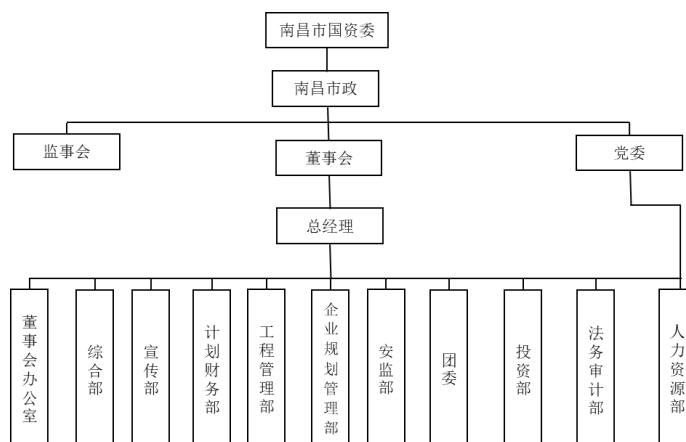 南昌市国资委
南昌市政
监事会
董事会
党委
总经理
董事会办公室
综合部
宣传部
计划财务部
工程管理部
企业规划管理部
安监部
团委
投资部
法务审计部
人力资源部